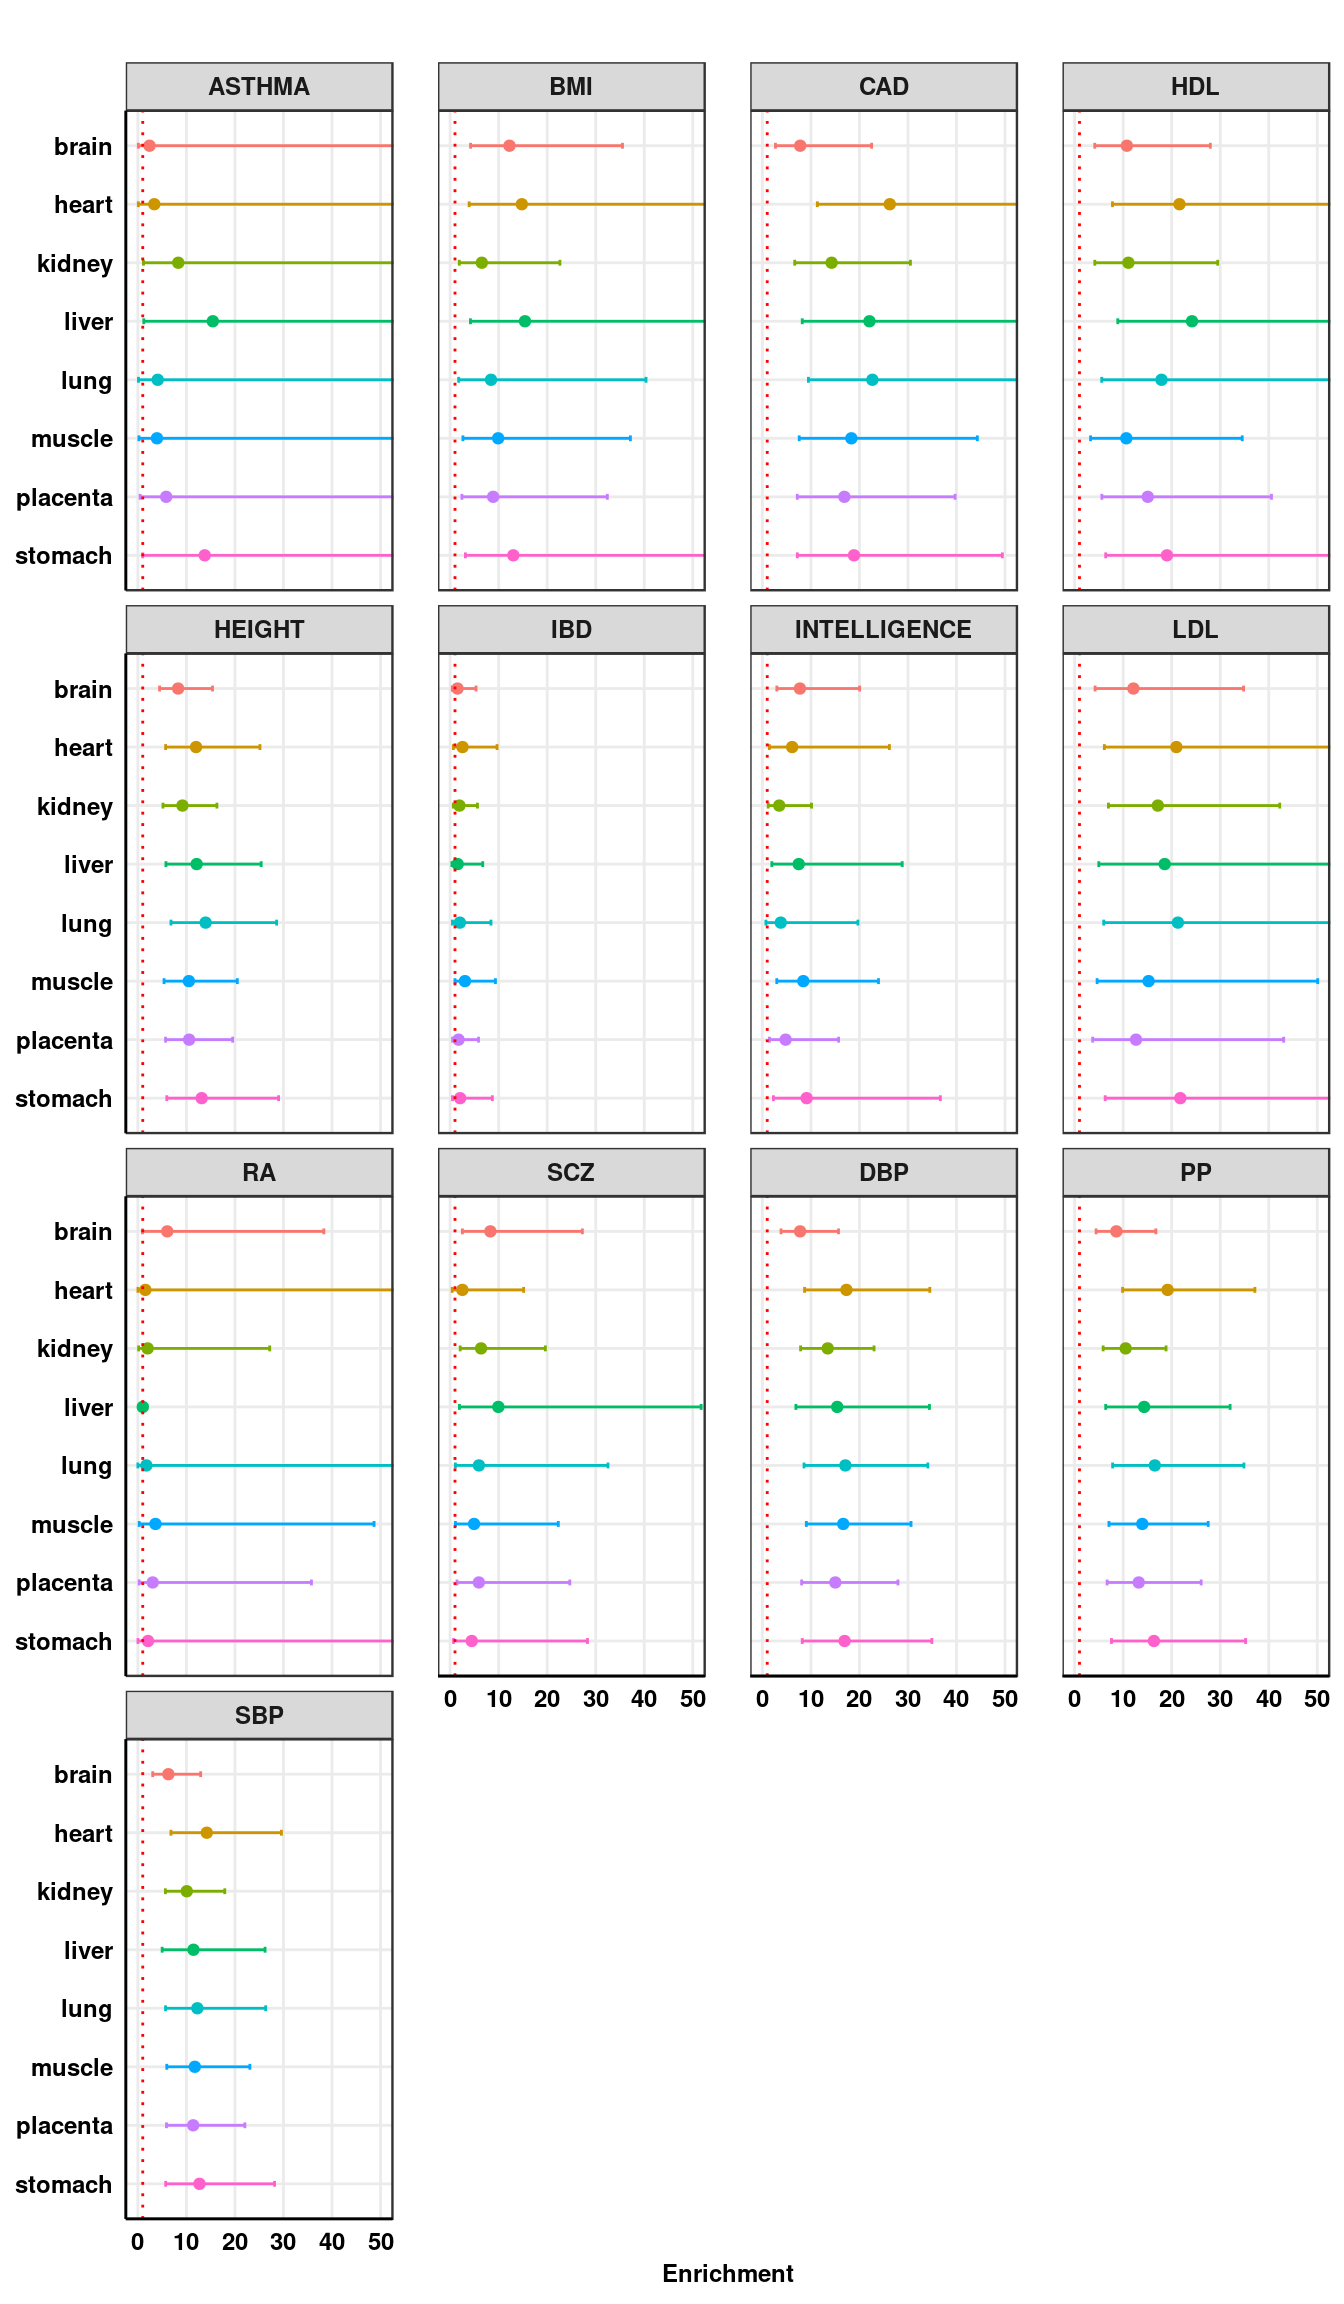 ASTHMA BMI CAD HDL
brain
heart
kidney
liver
lung
muscle
placenta
stomach
HEIGHT IBD INTELLIGENCE LDL
brain
heart
kidney
liver
lung
muscle
placenta
stomach
RA SCZ DBP PP
brain
heart
kidney
liver
lung
muscle
placenta
stomach
0 10 20 30 40 50 0 10 20 30 40 50 0 10 20 30 40 50
SBP
brain
heart
kidney
liver
lung
muscle
placenta
stomach
0 10 20 30 40 50
Enrichment